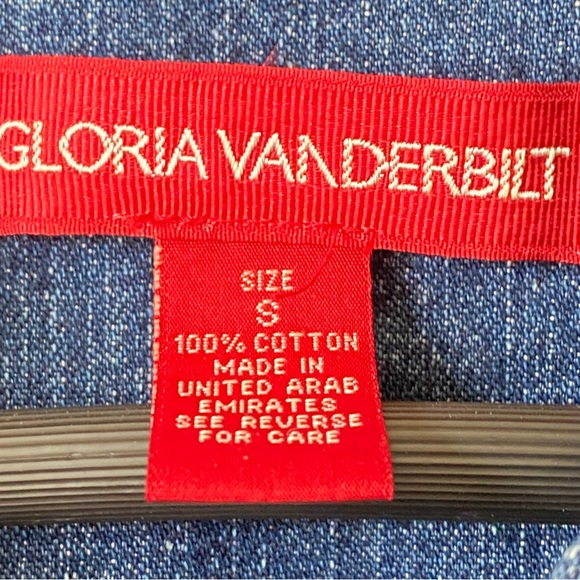 GLORIA VANDERBILT
SIZE
S
100% COTTON
MADE IN
UNITED ARAB
EMIRATES
SEE REVERSE
FOR CARE